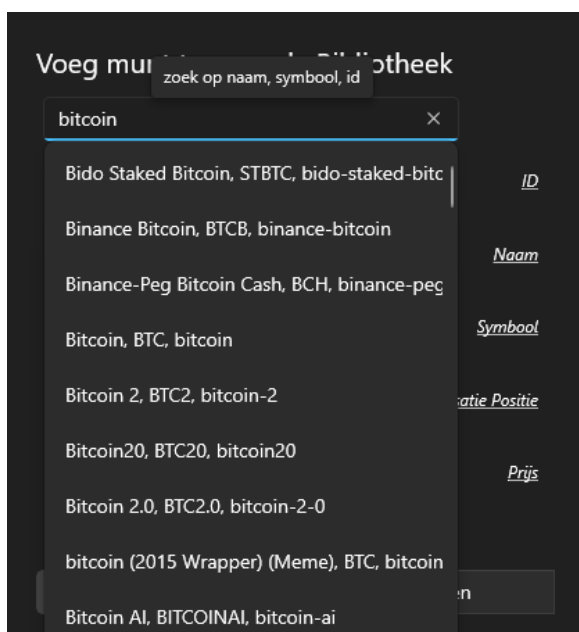 Voeg mu otheek
zoek op naam, symbool, id
bitcoin
Bido Staked Bitcoin, STBTC, bido-staked-bitc
ID
Binance Bitcoin, BTCB, binance-bitcoin
Naam
Binance-Peg Bitcoin Cash, BCH, binance-peg
Symbool
Bitcoin, BTC, bitcoin
Bitcoin 2, BTC2, bitcoin-2
atie Positie
Bitcoin20, BTC20, bitcoin20
Prijs
Bitcoin 2.0, BTC2.0, bitcoin-2-0
bitcoin (2015 Wrapper) (Meme), BTC, bitcoin
en
Bitcoin AI, BITCOINAI, bitcoin-ai